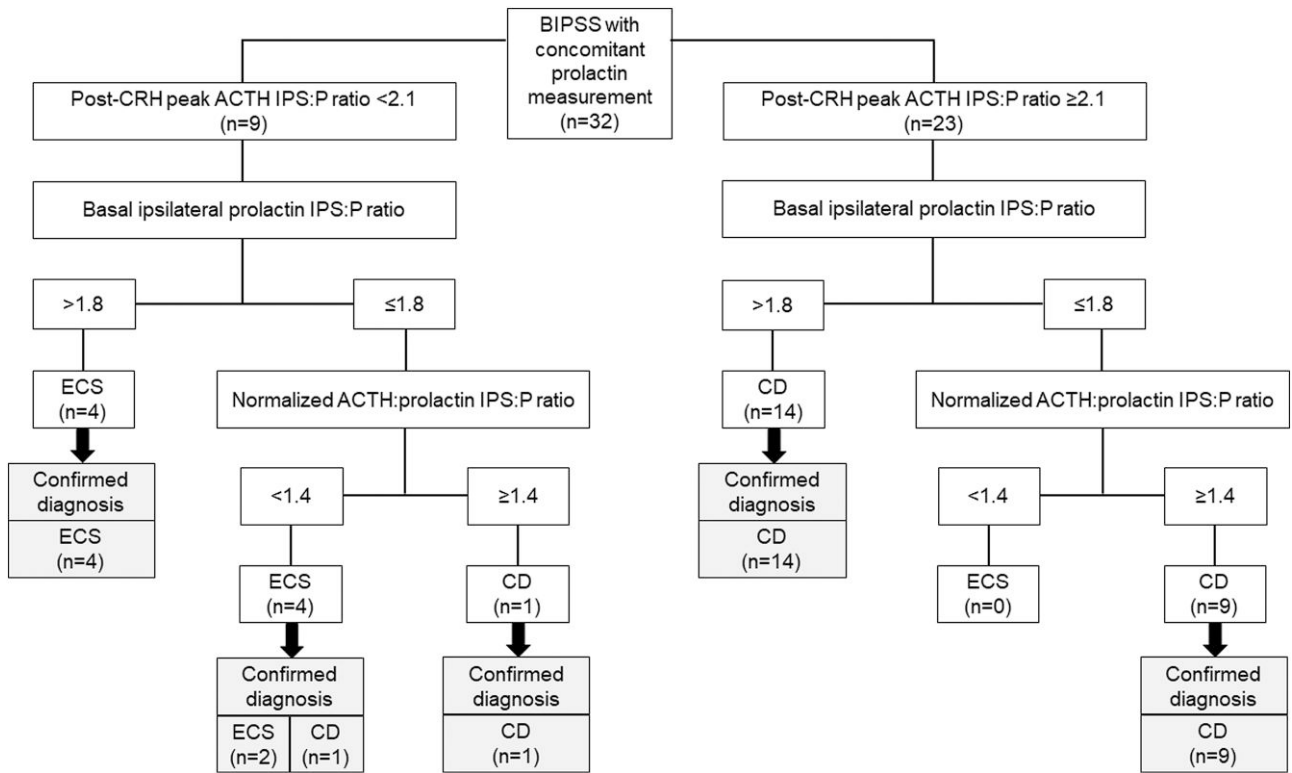 BIPSS with
concomitant
prolactin
measurement
(n=32)
Post-CRH peak ACTH IPS:P ratio <2.1
(n=9)
Post-CRH peak ACTH IPS:P ratio ≥2.1
(n=23)
Basal ipsilateral prolactin IPS:P ratio
Basal ipsilateral prolactin IPS:P ratio
>1.8
≤1.8
>1.8
≤1.8
ECS
(n=4)
Normalized ACTH:prolactin IPS:P ratio
CD
(n=14)
Normalized ACTH:prolactin IPS:P ratio
Confirmed
diagnosis
ECS
(n=4)
<1.4
≥1.4
Confirmed
diagnosis
CD
(n=14)
<1.4
≥1.4
ECS
(n=4)
CD
(n=1)
ECS
(n=0)
CD
(n=9)
Confirmed
diagnosis
ECS
(n=2)
CD
(n=1)
Confirmed
diagnosis
CD
(n=1)
Confirmed
diagnosis
CD
(n=9)